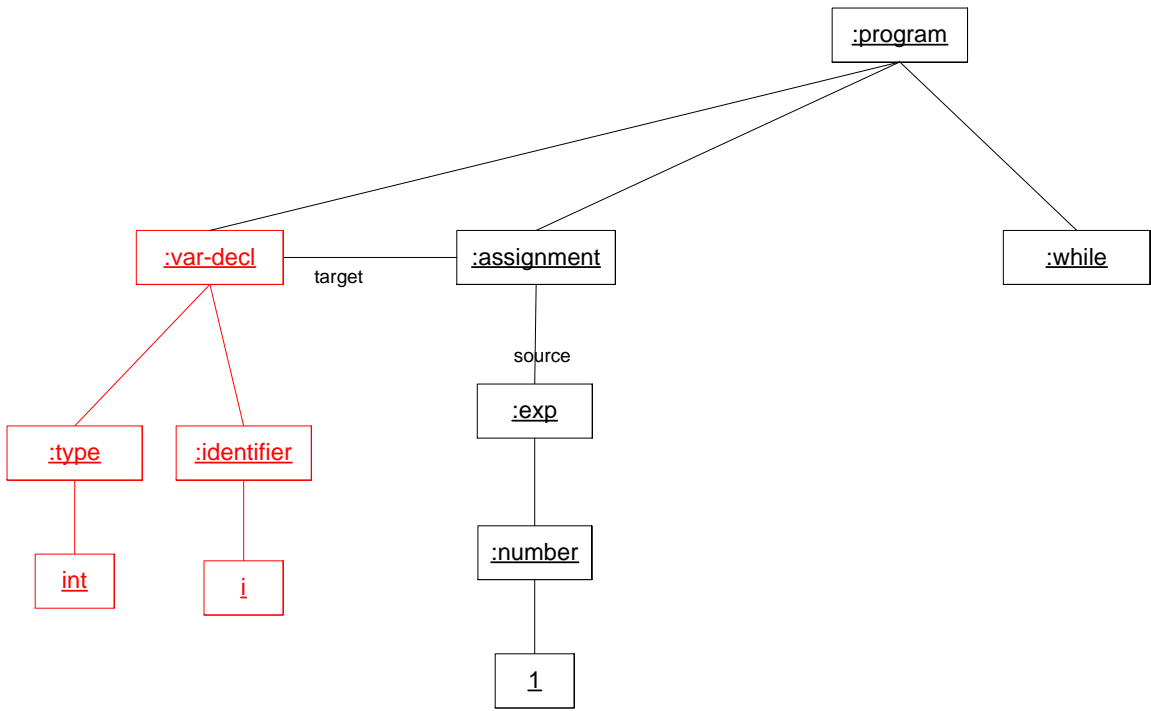 :program
:var-decl
target
:assignment
:while
source
:exp
:type
:identifier
:number
int
i
1